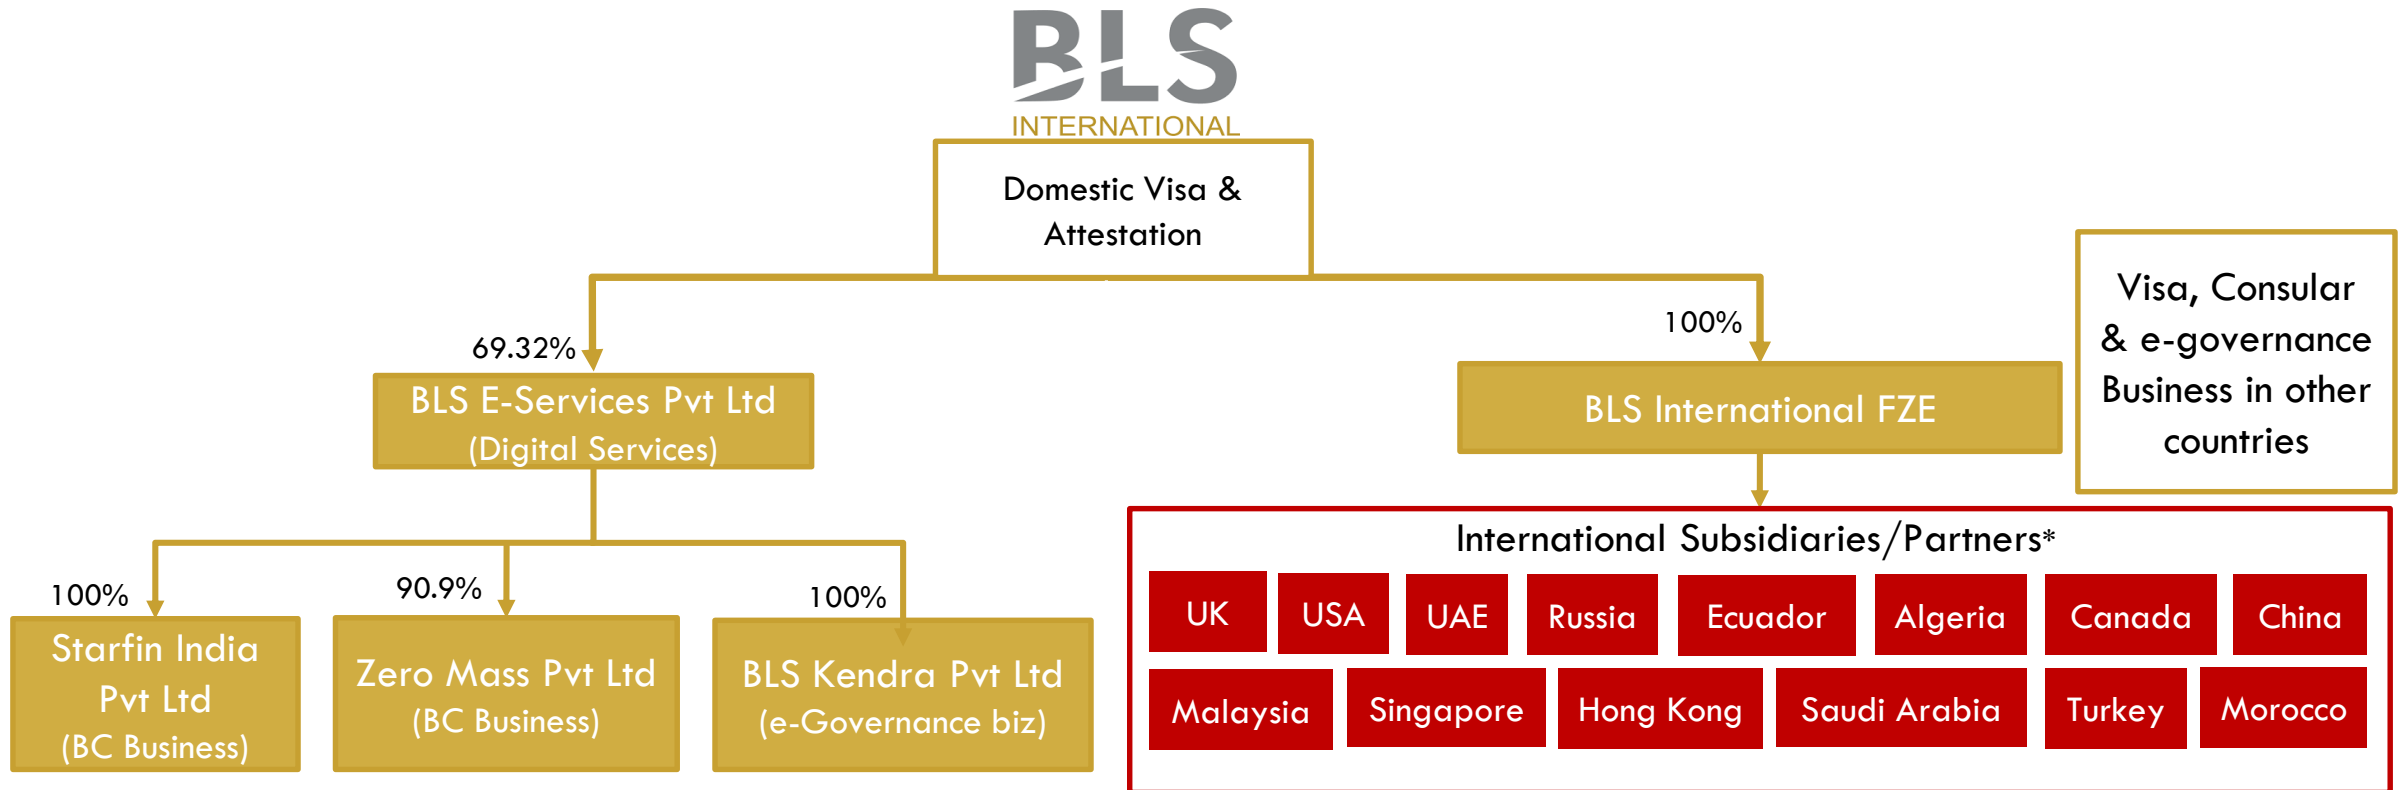 BLS
INTERNATIONAL
Domestic Visa &
Attestation
69.32%
100%
BLS E-Services Pvt Ltd
(Digital Services)
BLS International FZE
Visa, Consular
& e-governance
Business in other
countries
100%
90.9%
100%
Starfin India
Pvt Ltd
(BC Business)
Zero Mass Pvt Ltd
(BC Business)
BLS Kendra Pvt Ltd
(e-Governance biz)
International Subsidiaries/Partners*
UK USA UAE Russia Ecuador Algeria Canada China
Malaysia Singapore Hong Kong Saudi Arabia Turkey Morocco